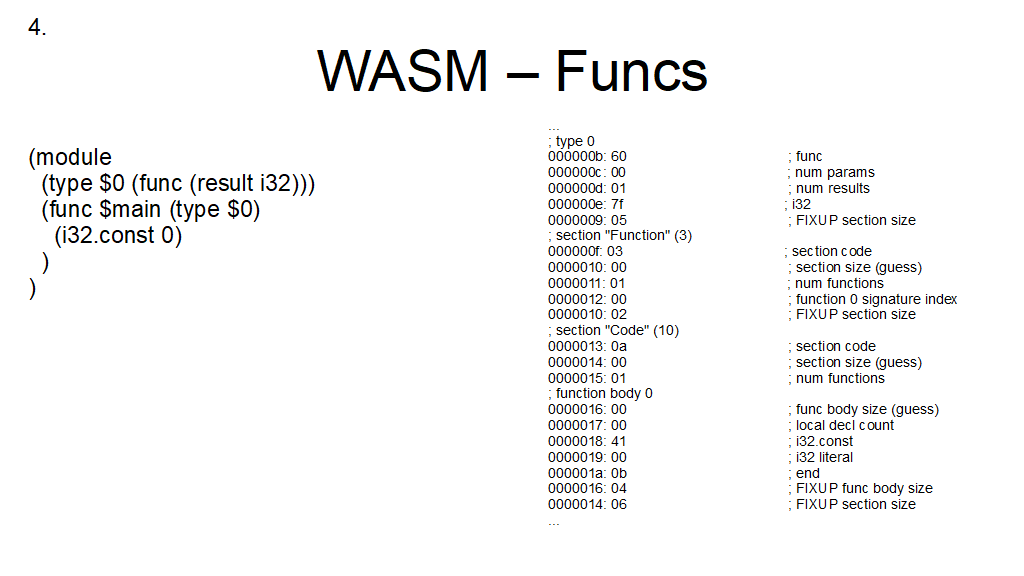 4.
WASM – Funcs
(module
(type $0 (func (result i32)))
(func $main (type $0)
(i32.const 0)
)
)
...
; type 0
000000b: 60 ; func
000000c: 00 ; num params
000000d: 01 ; num results
000000e: 7f ; i32
0000009: 05 ; FIXUP section size
; section "Function" (3)
000000f: 03 ; section code
0000010: 00 ; section size (guess)
0000011: 01 ; num functions
0000012: 00 ; function 0 signature index
0000010: 02 ; FIXUP section size
; section "Code" (10)
0000013: 0a ; section code
0000014: 00 ; section size (guess)
0000015: 01 ; num functions
; function body 0
0000016: 00 ; func body size (guess)
0000017: 00 ; local decl count
0000018: 41 ; i32.const
0000019: 00 ; i32 literal
000001a: 0b ; end
0000016: 04 ; FIXUP func body size
0000014: 06 ; FIXUP section size
...